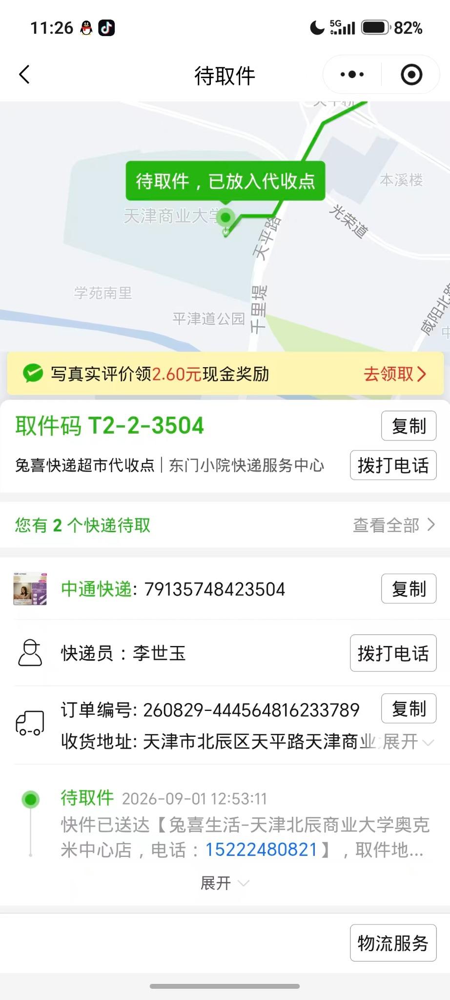 11:26
5G
82%
待取件
本溪楼
待取件，已放入代收点
天津商业大学
光荣道
天平路
学苑南里
千里堤
平津道公园
咸阳北路
写真实评价领2.60元现金奖励
去领取
取件码 T2-2-3504
复制
兔喜快递超市代收点 | 东门小院快递服务中心
拨打电话
您有 2 个快递待取
查看全部
中通快递: 79135748423504
复制
快递员：李世玉
拨打电话
订单编号: 260829-444564816233789
复制
收货地址: 天津市北辰区天平路天津商业
展开
待取件 2026-09-01 12:53:11
快件已送达【兔喜生活-天津北辰商业大学奥克
米中心店，电话：15222480821】，取件地...
展开
物流服务